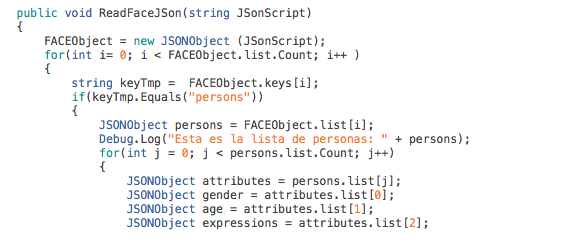 public void ReadFaceJSon(string JSonScript)
{
FACEObject = new JSONObject (JSonScript);
for(int i= 0; i < FACEObject.list.Count; i++ )
{
string keyTmp =  FACEObject.keys[i];
if(keyTmp.Equals("persons"))
{
JSONObject persons = FACEObject.list[i];
Debug.Log("Esta es la lista de personas: " + persons);
for(int j = 0; j < persons.list.Count; j++)
{
JSONObject attributes = persons.list[j];
JSONObject gender = attributes.list[0];
JSONObject age = attributes.list[1];
JSONObject expressions = attributes.list[2];